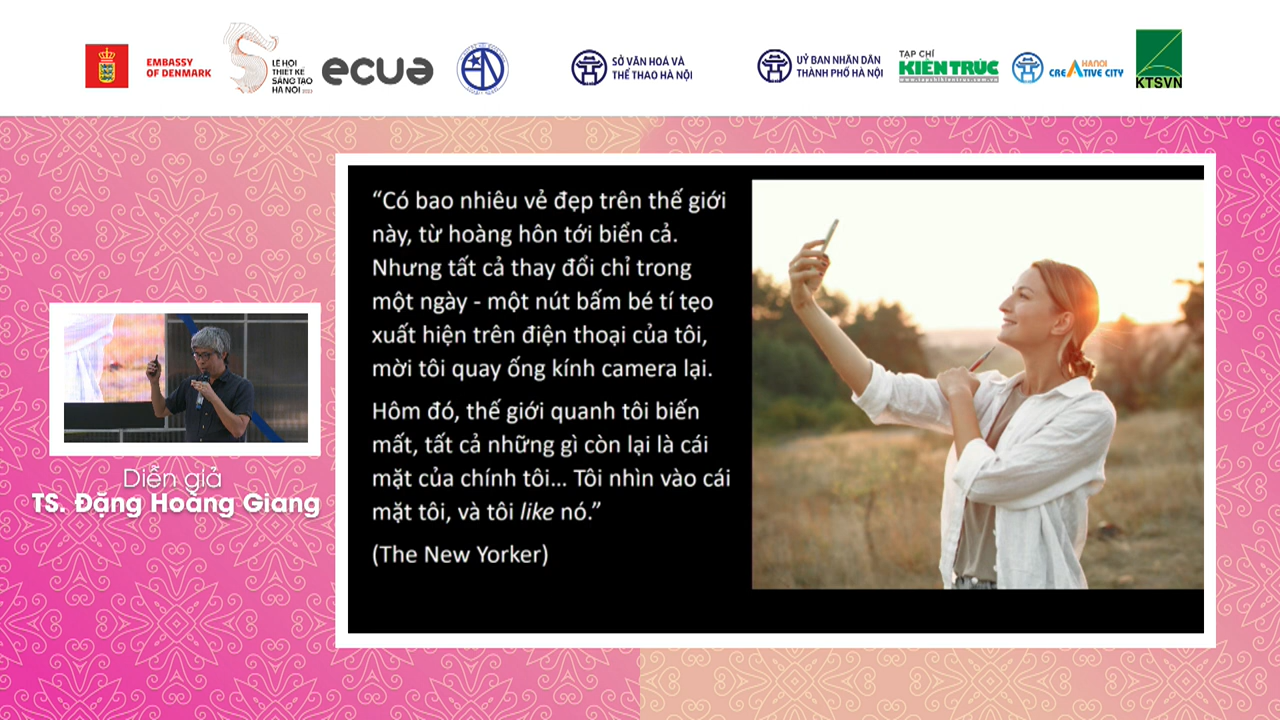 EMBASSY
OF DENMARK
LỄ HỘI
THIẾT KẾ
SÁNG TẠO
HÀ NỘI 2023
ecue
SỞ VĂN HOÁ VÀ
THỂ THAO HÀ NỘI
UỶ BAN NHÂN DÂN
THÀNH PHỐ HÀ NỘI
TẠP CHÍ
KIẾN TRÚC
www.tapchikientruc.com.vn
HANOI
CREATIVE CITY
KTSVN
“Có bao nhiêu vẻ đẹp trên thế giới
này, từ hoàng hôn tới biển cả.
Nhưng tất cả thay đổi chỉ trong
một ngày - một nút bấm bé tí tẹo
xuất hiện trên điện thoại của tôi,
mời tôi quay ống kính camera lại.
Hôm đó, thế giới quanh tôi biến
mất, tất cả những gì còn lại là cái
mặt của chính tôi... Tôi nhìn vào cái
mặt tôi, và tôi like nó.”
(The New Yorker)
Diễn giả
TS. Đặng Hoàng Giang